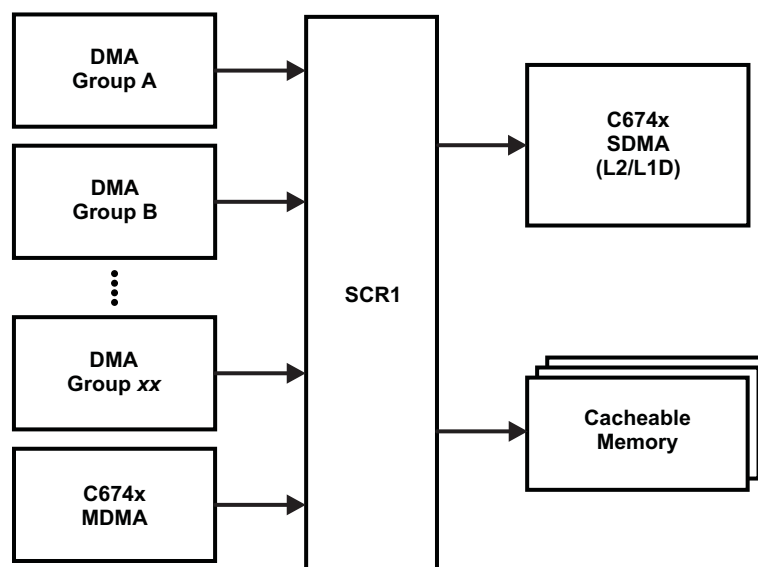 DMA
Group A
DMA
Group B
DMA
Group xx
C674x
MDMA
SCR1
C674x
SDMA
(L2/L1D)
Cacheable
Memory